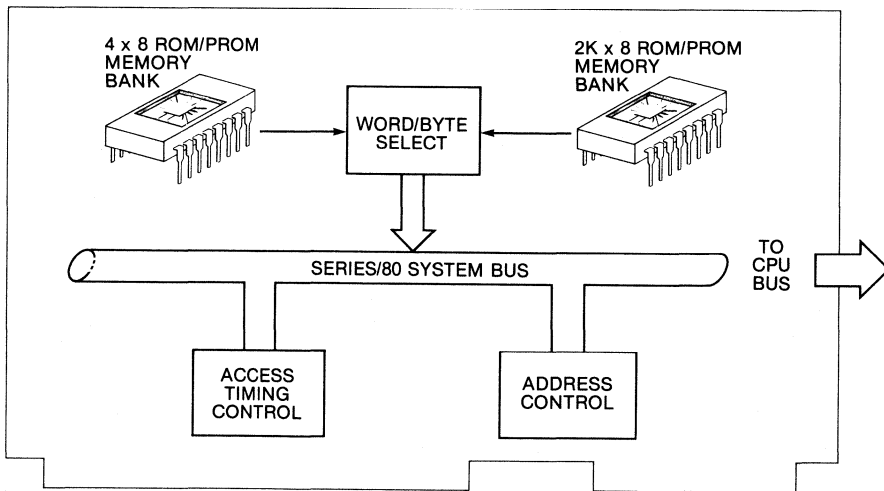 4 x 8 ROM/PROM
MEMORY
BANK
2K x 8 ROM/PROM
MEMORY
BANK
WORD/BYTE
SELECT
SERIES/80 SYSTEM BUS
TO
CPU
BUS
ACCESS
TIMING
CONTROL
ADDRESS
CONTROL